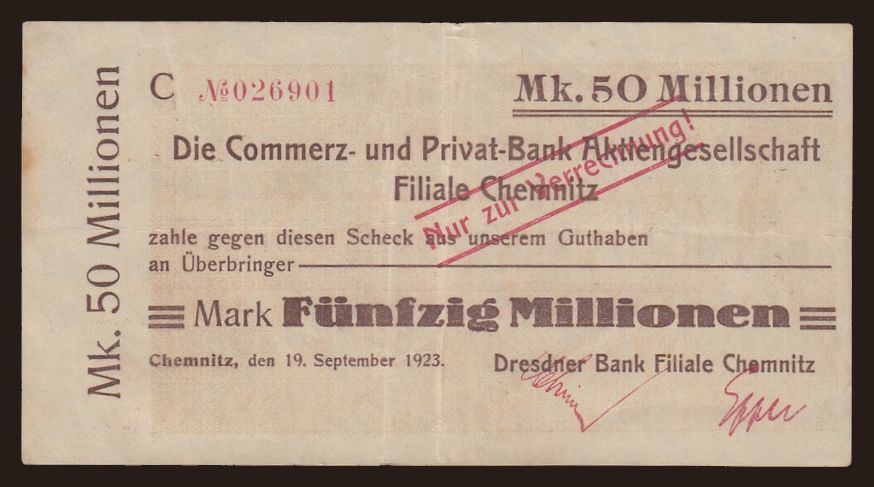 Mk. 50 Millionen
C №026901
Mk. 50 Millionen
Die Commerz- und Privat-Bank Aktiengesellschaft
Filiale Chemnitz
Nur zur Verrechnung!
zahle gegen diesen Scheck aus unserem Guthaben
an Überbringer
Mark Fünfzig Millionen
Chemnitz, den 19. September 1923.
Dresdner Bank Filiale Chemnitz